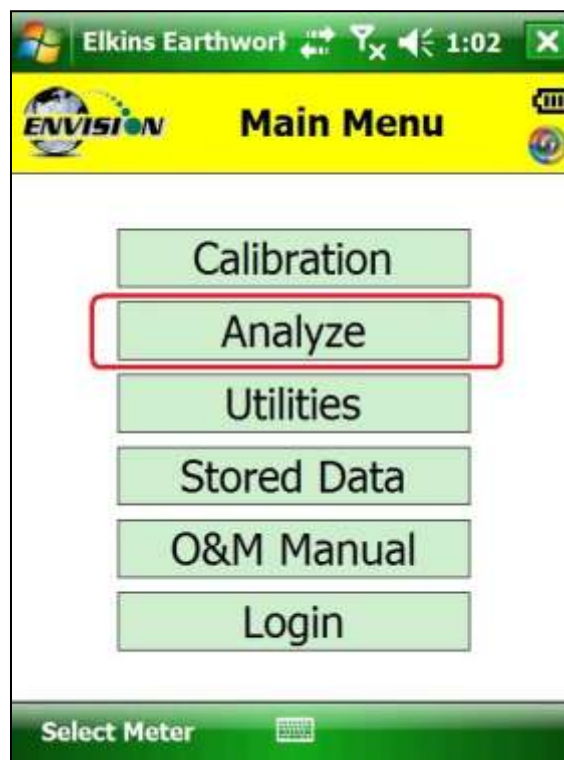 Elkins Earthworl 1:02
ENVISION Main Menu
Calibration
Analyze
Utilities
Stored Data
O&M Manual
Login
Select Meter